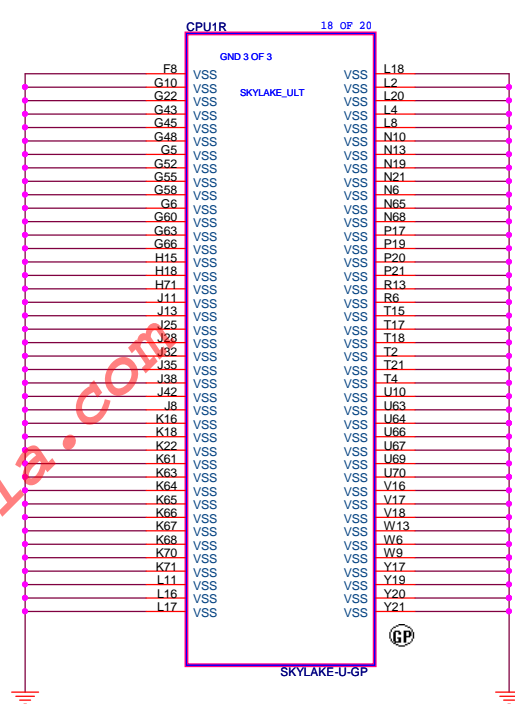 CPU1R 18 OF 20
GND 3 OF 3
SKYLAKE_ULT
F8 VSS VSS L18
G10 VSS VSS L2
G22 VSS VSS L20
G43 VSS VSS L4
G45 VSS VSS L8
G48 VSS VSS N10
G5 VSS VSS N13
G52 VSS VSS N19
G55 VSS VSS N21
G58 VSS VSS N6
G6 VSS VSS N65
G60 VSS VSS N68
G63 VSS VSS P17
G66 VSS VSS P19
H15 VSS VSS P20
H18 VSS VSS P21
H71 VSS VSS R13
J11 VSS VSS R6
J13 VSS VSS T15
J25 VSS VSS T17
J28 VSS VSS T18
J32 VSS VSS T2
J35 VSS VSS T21
J38 VSS VSS T4
J42 VSS VSS U10
J8 VSS VSS U63
K16 VSS VSS U64
K18 VSS VSS U66
K22 VSS VSS U67
K61 VSS VSS U69
K63 VSS VSS U70
K64 VSS VSS V16
K65 VSS VSS V17
K66 VSS VSS V18
K67 VSS VSS W13
K68 VSS VSS W6
K70 VSS VSS W9
K71 VSS VSS Y17
L11 VSS VSS Y19
L16 VSS VSS Y20
L17 VSS VSS Y21
GP
SKYLAKE-U-GP
a.com